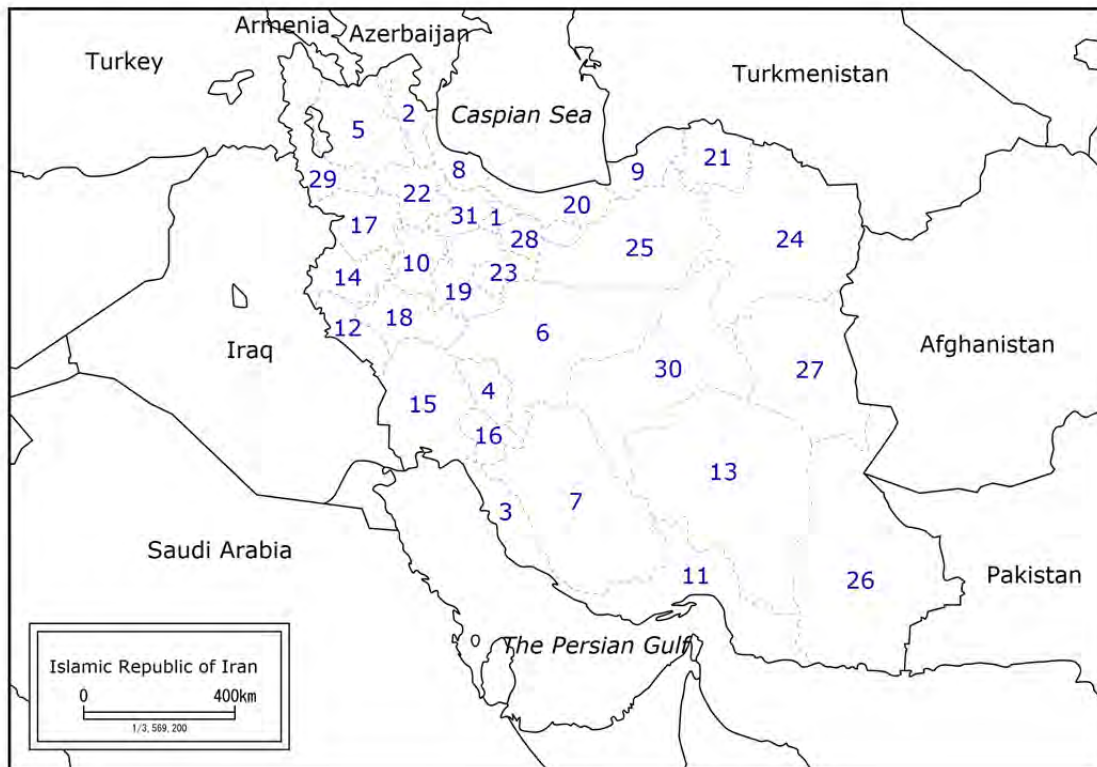 Armenia
Azerbaijan
Turkey
Turkmenistan
Caspian Sea
2
5
8
9
21
29
22
20
17
31
1
28
25
24
10
23
14
19
18
12
6
Iraq
Afghanistan
30
27
4
15
16
13
7
3
Saudi Arabia
11
26
Pakistan
The Persian Gulf
Islamic Republic of Iran
0 400km
1/3,569,200